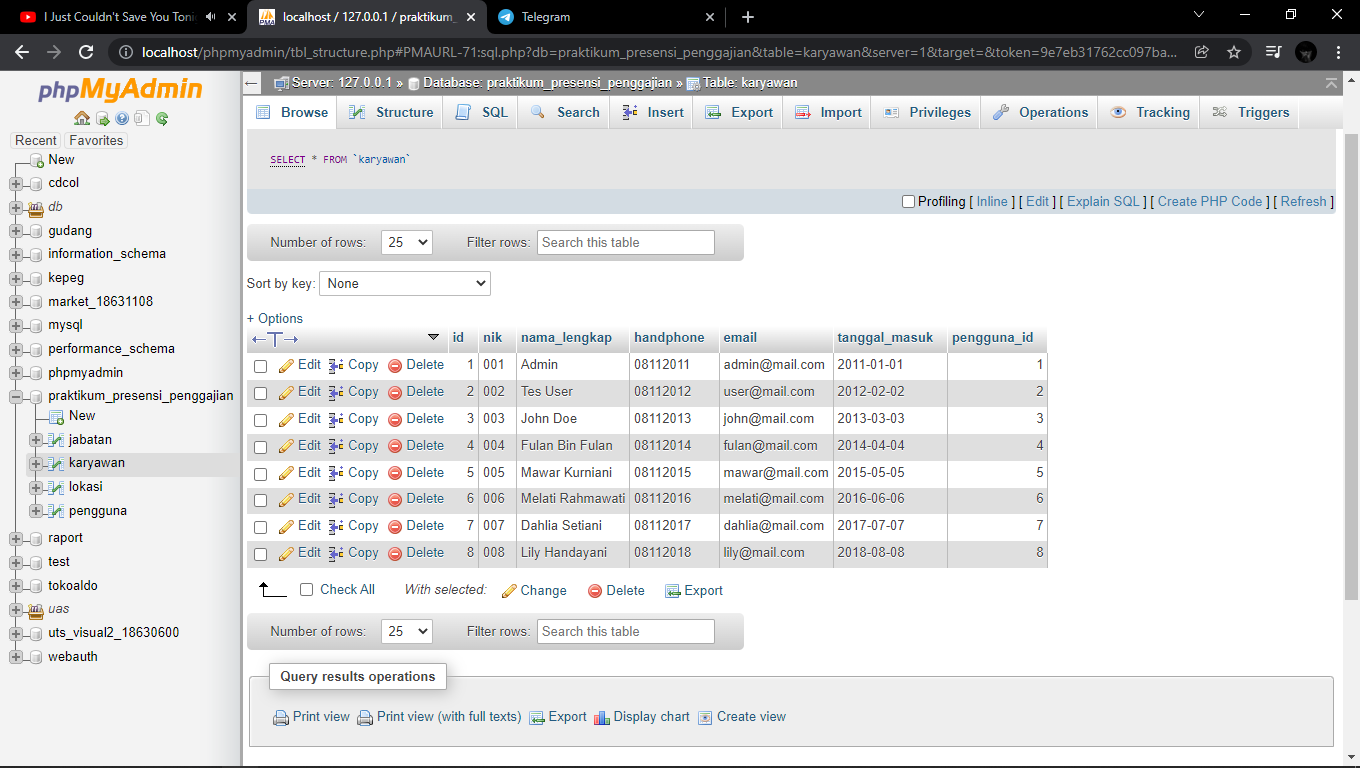 I Just Couldn't Save You Toni
localhost / 127.0.0.1 / praktikum_
Telegram
localhost/phpmyadmin/tbl_structure.php#PMAURL-71:sql.php?db=praktikum_presensi_penggajian&table=karyawan&server=1&target=&token=9e7eb31762cc097ba...
phpMyAdmin
Recent Favorites
New
cdcol
db
gudang
information_schema
kepeg
market_18631108
mysql
performance_schema
phpmyadmin
praktikum_presensi_penggajian
New
jabatan
karyawan
lokasi
pengguna
raport
test
tokoaldo
uas
uts_visual2_18630600
webauth
Server: 127.0.0.1 » Database: praktikum_presensi_penggajian » Table: karyawan
Browse Structure SQL Search Insert Export Import Privileges Operations Tracking Triggers
SELECT * FROM `karyawan`
Profiling [ Inline ] [ Edit ] [ Explain SQL ] [ Create PHP Code ] [ Refresh ]
Number of rows: 25 Filter rows: Search this table
Sort by key: None
+ Options
id nik nama_lengkap handphone email tanggal_masuk pengguna_id
Edit Copy Delete 1 001 Admin 08112011 admin@mail.com 2011-01-01 1
Edit Copy Delete 2 002 Tes User 08112012 user@mail.com 2012-02-02 2
Edit Copy Delete 3 003 John Doe 08112013 john@mail.com 2013-03-03 3
Edit Copy Delete 4 004 Fulan Bin Fulan 08112014 fulan@mail.com 2014-04-04 4
Edit Copy Delete 5 005 Mawar Kurniani 08112015 mawar@mail.com 2015-05-05 5
Edit Copy Delete 6 006 Melati Rahmawati 08112016 melati@mail.com 2016-06-06 6
Edit Copy Delete 7 007 Dahlia Setiani 08112017 dahlia@mail.com 2017-07-07 7
Edit Copy Delete 8 008 Lily Handayani 08112018 lily@mail.com 2018-08-08 8
Check All With selected: Change Delete Export
Number of rows: 25 Filter rows: Search this table
Query results operations
Print view Print view (with full texts) Export Display chart Create view